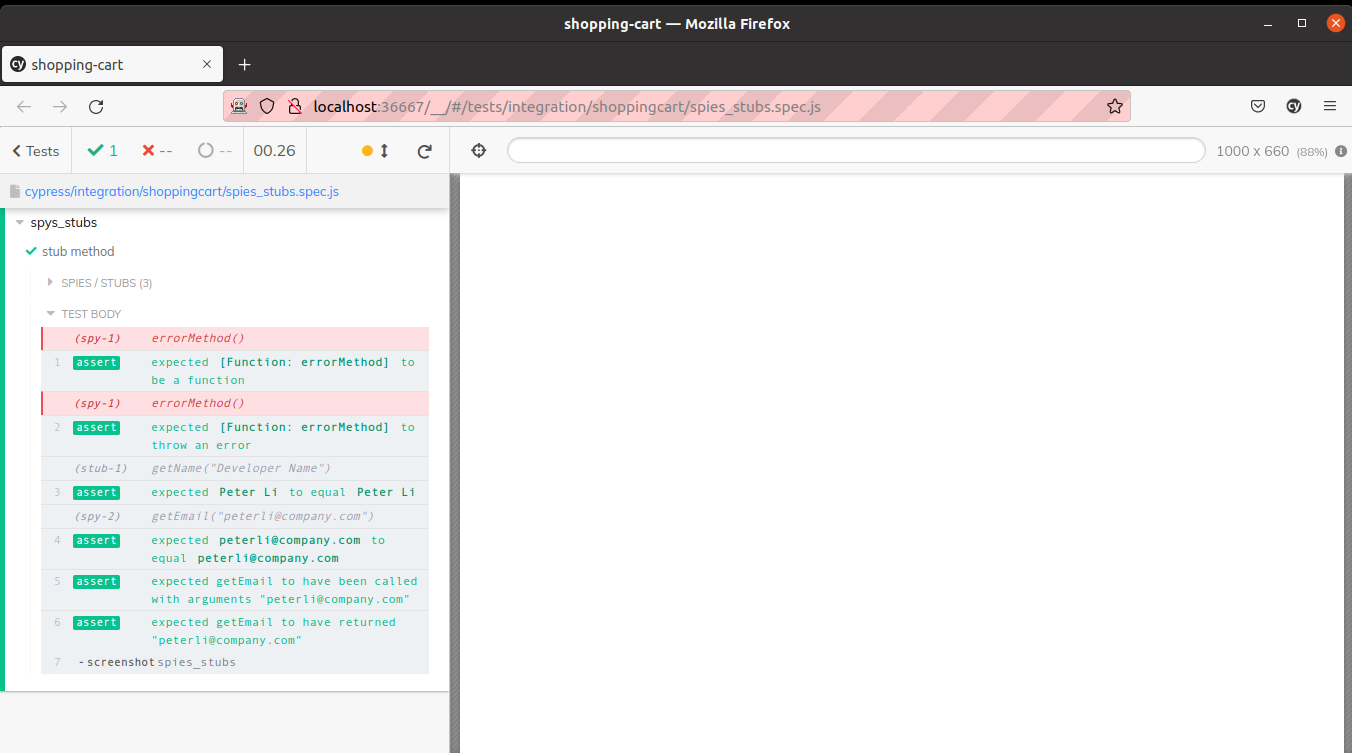 shopping-cart — Mozilla Firefox
cy shopping-cart
localhost:36667/__/#/tests/integration/shoppingcart/spies_stubs.spec.js
cy
Tests 1 -- -- 00.26 1000 x 660 (88%)
cypress/integration/shoppingcart/spies_stubs.spec.js
spys_stubs
stub method
SPIES / STUBS (3)
TEST BODY
(spy-1) errorMethod()
1 assert expected [Function: errorMethod] to
be a function
(spy-1) errorMethod()
2 assert expected [Function: errorMethod] to
throw an error
(stub-1) getName("Developer Name")
3 assert expected Peter Li to equal Peter Li
(spy-2) getEmail("peterli@company.com")
4 assert expected peterli@company.com to
equal peterli@company.com
5 assert expected getEmail to have been called
with arguments "peterli@company.com"
6 assert expected getEmail to have returned
"peterli@company.com"
7 -screenshot spies_stubs